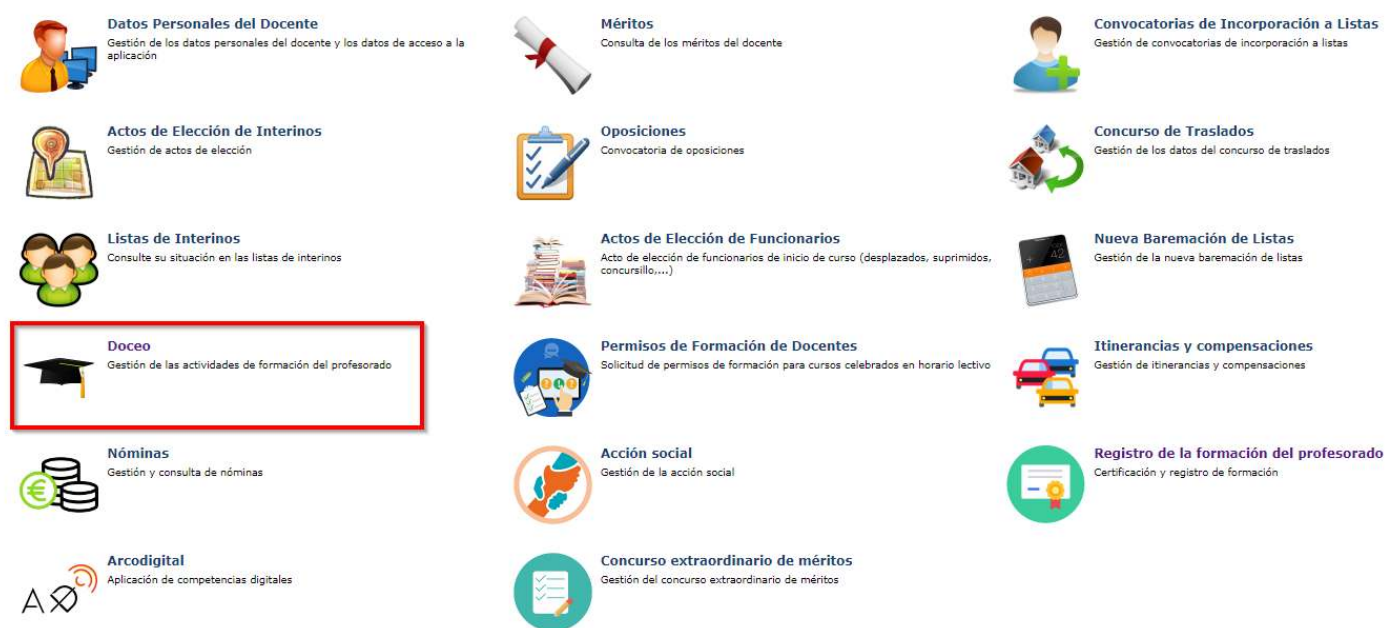 Datos Personales del Docente
Gestión de los datos personales del docente y los datos de acceso a la
aplicación
Méritos
Consulta de los méritos del docente
Convocatorias de Incorporación a Listas
Gestión de convocatorias de incorporación a listas
Actos de Elección de Interinos
Gestión de actos de elección
Oposiciones
Convocatoria de oposiciones
Concurso de Traslados
Gestión de los datos del concurso de traslados
Listas de Interinos
Consulte su situación en las listas de interinos
Actos de Elección de Funcionarios
Acto de elección de funcionarios de inicio de curso (desplazados, suprimidos,
concursillo,...)
Nueva Baremación de Listas
Gestión de la nueva baremación de listas
Doceo
Gestión de las actividades de formación del profesorado
Permisos de Formación de Docentes
Solicitud de permisos de formación para cursos celebrados en horario lectivo
Itinerancias y compensaciones
Gestión de itinerancias y compensaciones
Nóminas
Gestión y consulta de nóminas
Acción social
Gestión de la acción social
Registro de la formación del profesorado
Certificación y registro de formación
Arcodigital
Aplicación de competencias digitales
Concurso extraordinario de méritos
Gestión del concurso extraordinario de méritos